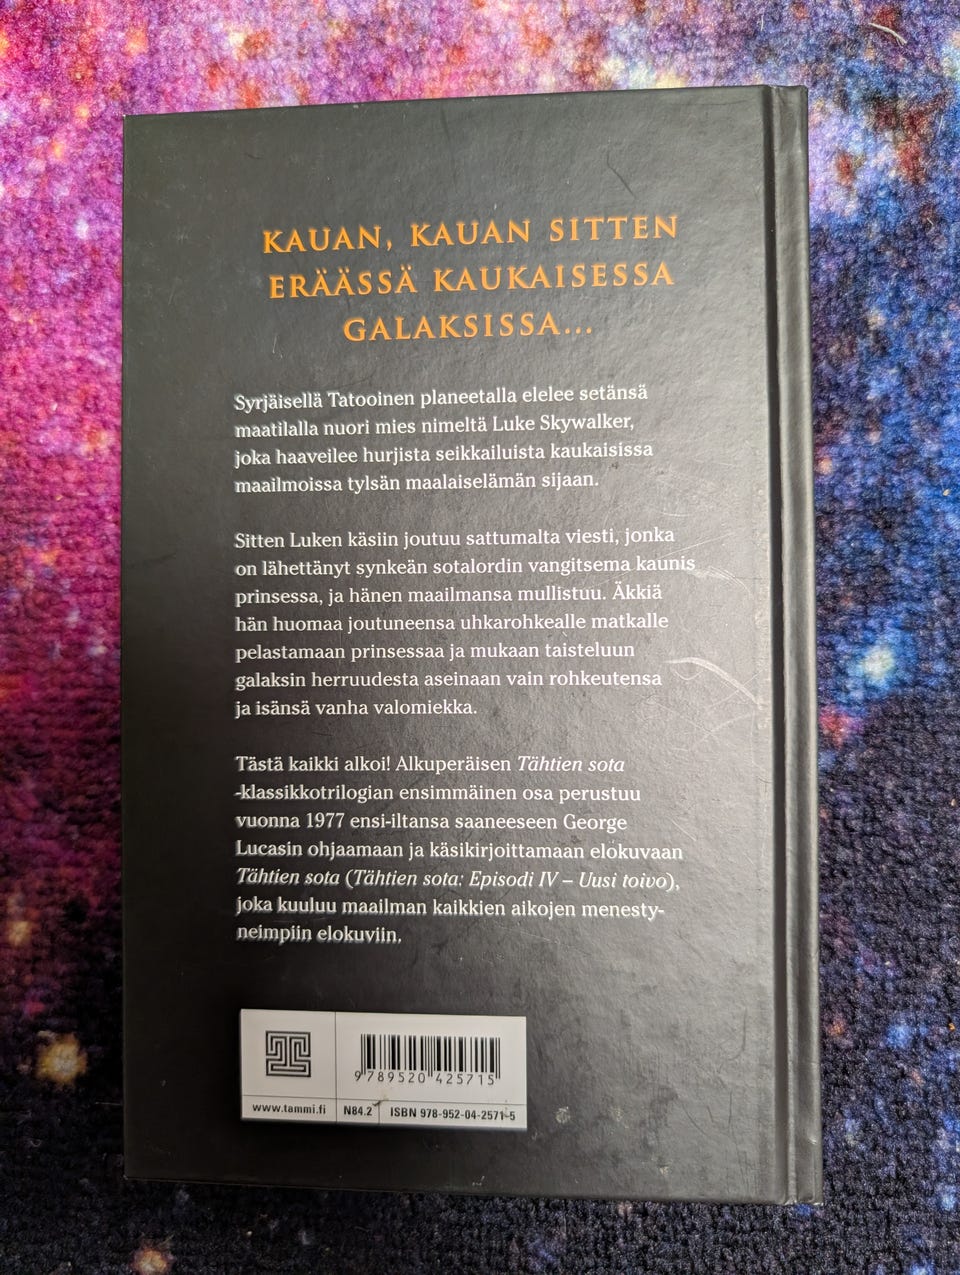 KAUAN, KAUAN SITTEN
ERÄÄSSÄ KAUKAISESSA
GALAKSISSA...
Syrjäisellä Tatooinen planeetalla elelee setänsä
maatilalla nuori mies nimeltä Luke Skywalker,
joka haaveilee hurjista seikkailuista kaukaisissa
maailmoissa tylsän maalaiselämän sijaan.
Sitten Luken käsiin joutuu sattumalta viesti, jonka
on lähettänyt synkeän sotalordin vangitsema kaunis
prinsessa, ja hänen maailmansa mullistuu. Äkkiä
hän huomaa joutuneensa uhkarohkealle matkalle
pelastamaan prinsessaa ja mukaan taisteluun
galaksin herruudesta aseinaan vain rohkeutensa
ja isänsä vanha valomiekka.
Tästä kaikki alkoi! Alkuperäisen Tähtien sota
-klassikkotrilogian ensimmäinen osa perustuu
vuonna 1977 ensi-iltansa saaneeseen George
Lucasin ohjaamaan ja käsikirjoittamaan elokuvaan
Tähtien sota (Tähtien sota: Episodi IV – Uusi toivo),
joka kuuluu maailman kaikkien aikojen menesty-
neimpiin elokuviin.
9 789520 425715
www.tammi.fi N84.2 ISBN 978-952-04-2571-5